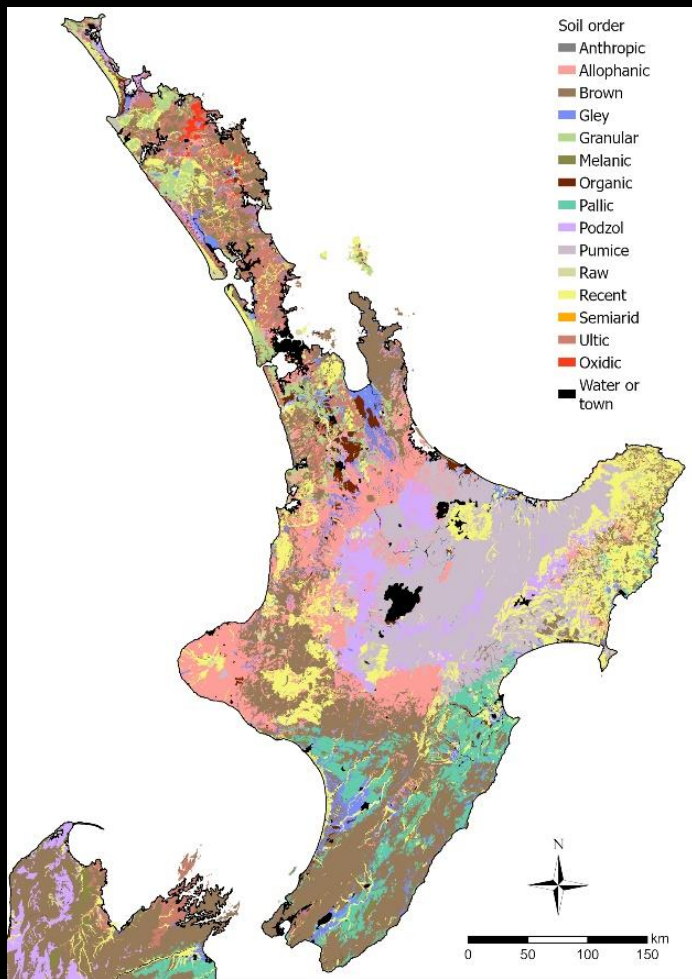 Soil order
Anthropic
Allophanic
Brown
Gley
Granular
Melanic
Organic
Pallic
Podzol
Pumice
Raw
Recent
Semiarid
Ultic
Oxidic
Water or
town
N
km
0 50 100 150